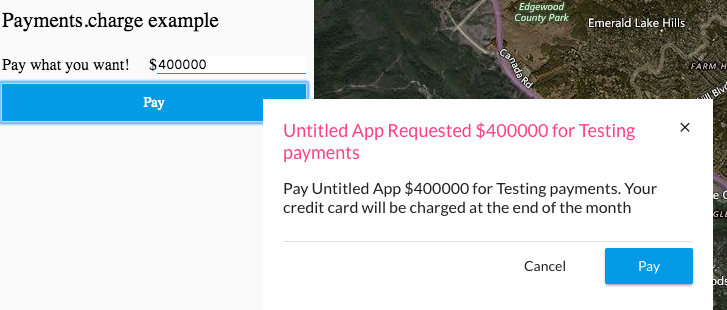 Payments.charge example
Pay what you want! $400000
Pay
Edgewood
County Park
Emerald Lake Hills
Canada Rd
FARM H
Untitled App Requested $400000 for Testing
payments
Pay Untitled App $400000 for Testing payments. Your
credit card will be charged at the end of the month
Cancel
Pay